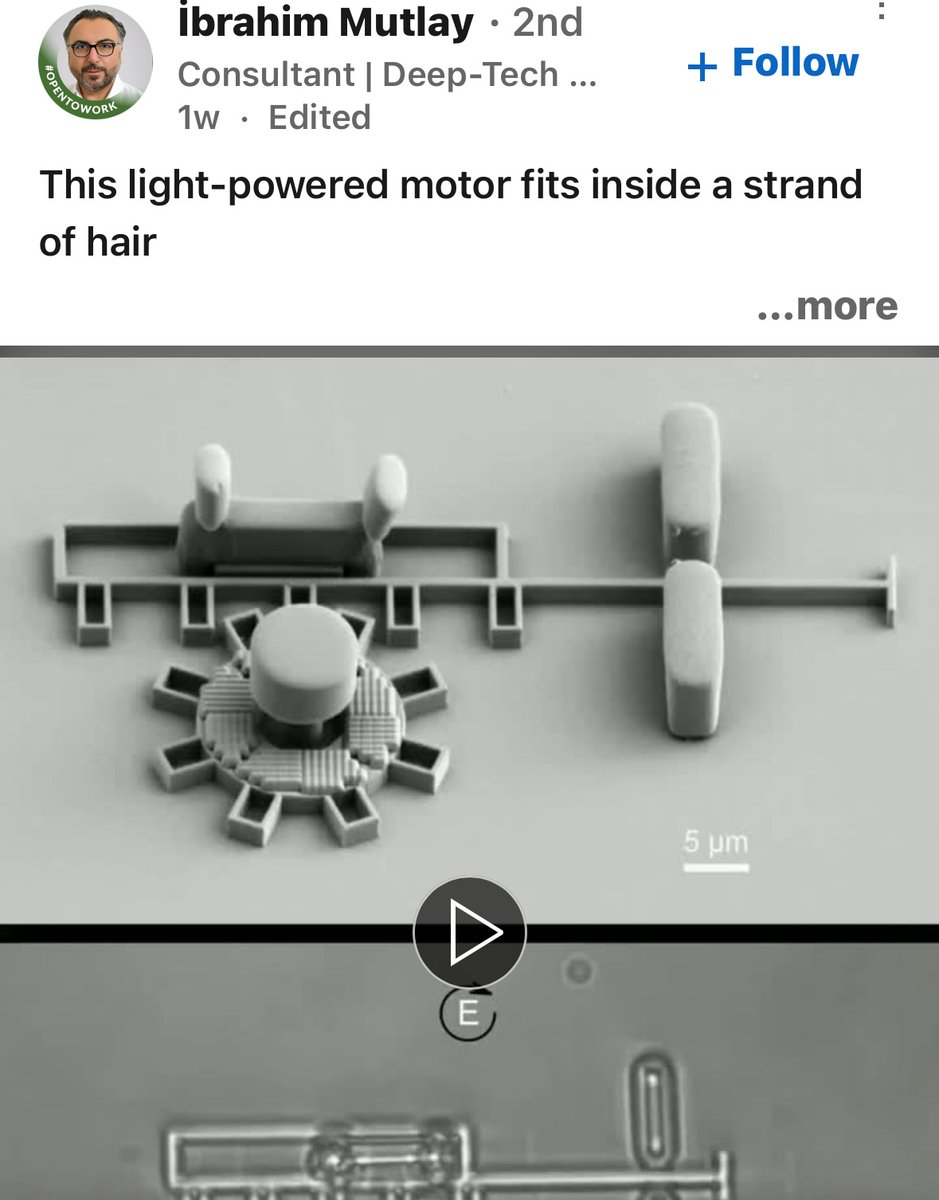 İbrahim Mutlay · 2nd
Consultant | Deep-Tech ...
1w · Edited
+ Follow
#OPENTOWORK
This light-powered motor fits inside a strand
of hair
...more
5 µm
E